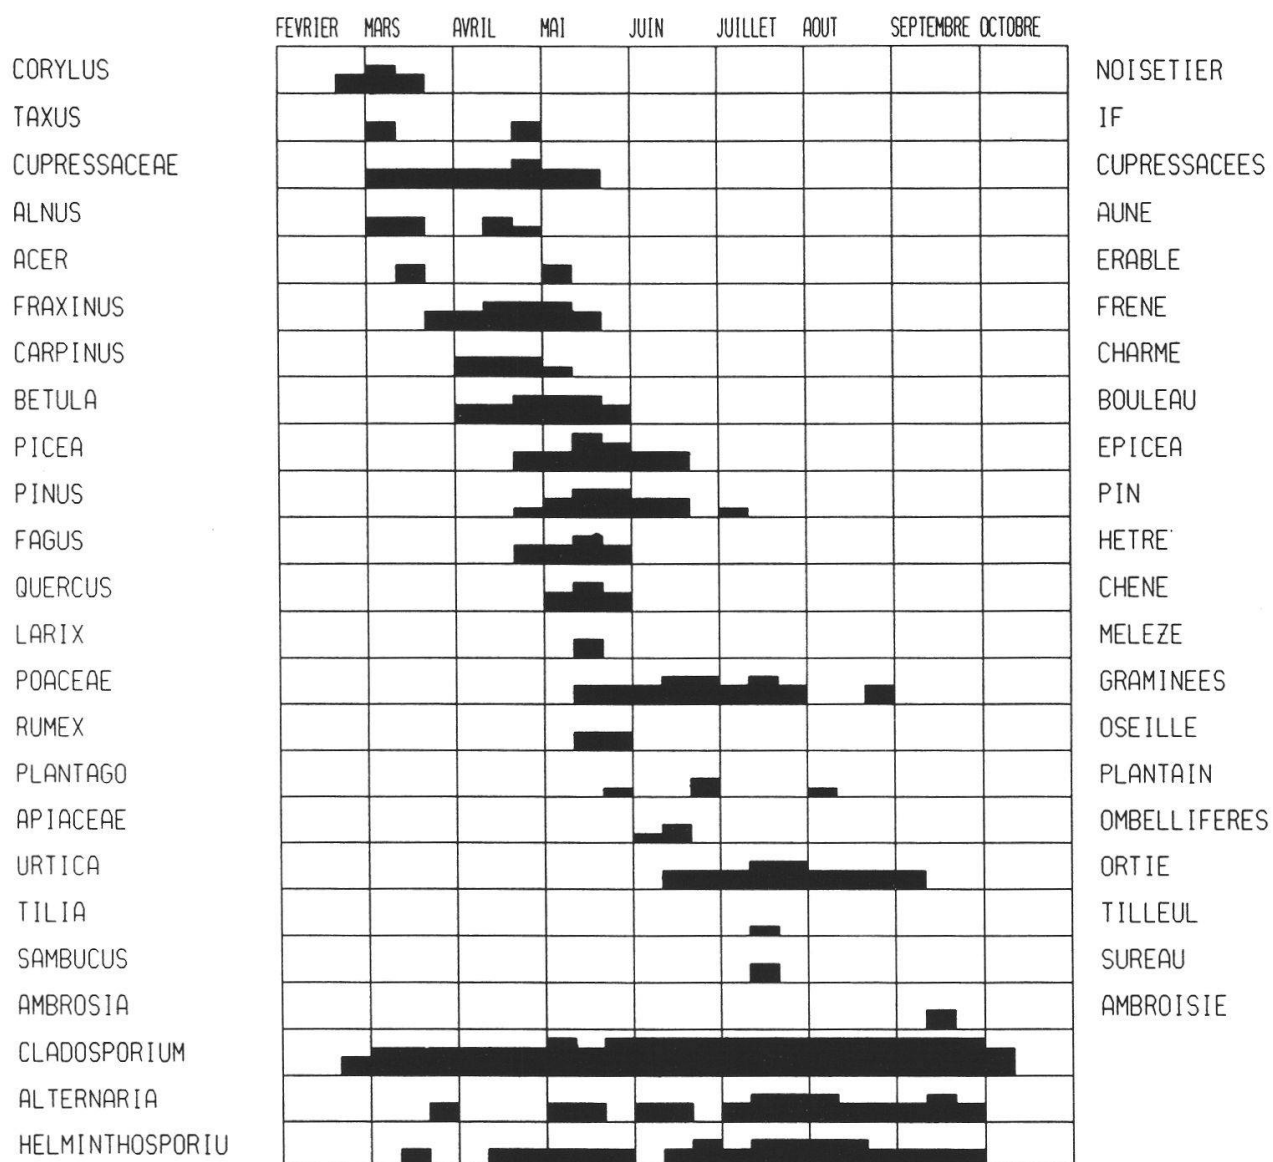 FEVRIER MARS AVRIL MAI JUIN JUILLET AOUT SEPTEMBRE OCTOBRE
CORYLUS NOISETIER
TAXUS IF
CUPRESSACEAE CUPRESSACEES
ALNUS AUNE
ACER ERABLE
FRAXINUS FRENE
CARPINUS CHARME
BETULA BOULEAU
PICEA EPICEA
PINUS PIN
FAGUS HETRE
QUERCUS CHENE
LARIX MELEZE
POACEAE GRAMINEES
RUMEX OSEILLE
PLANTAGO PLANTAIN
APIACEAE OMBELLIFERES
URTICA ORTIE
TILIA TILLEUL
SAMBUCUS SUREAU
AMBROSIA AMBROISIE
CLADOSPORIUM
ALTERNARIA
HELMINTHOSPORIU